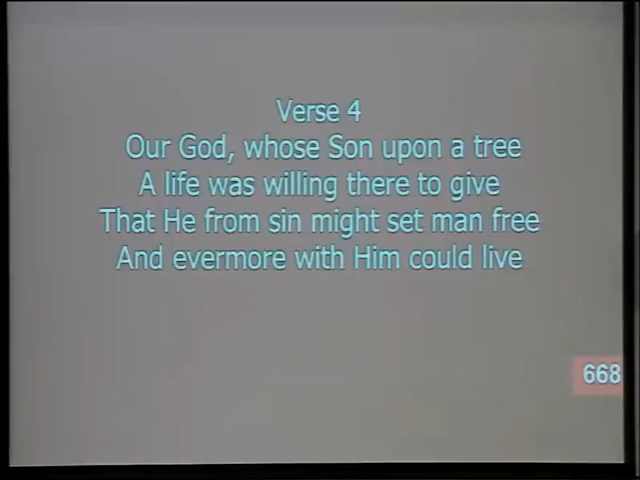 Verse 4
Our God, whose Son upon a tree
A life was willing there to give
That He from sin might set man free
And evermore with Him could live
668